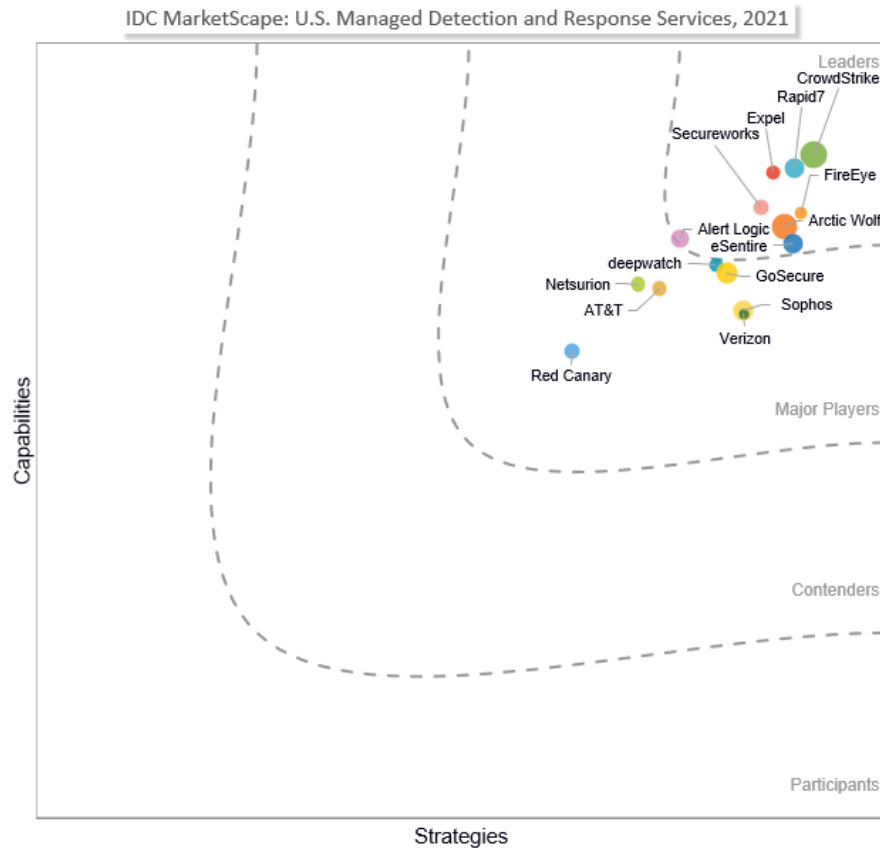 IDC MarketScape: U.S. Managed Detection and Response Services, 2021
Leaders
CrowdStrike
Rapid7
Expel
Secureworks
FireEye
Arctic Wolf
Alert Logic
eSentire
deepwatch
GoSecure
Netsurion
AT&T
Sophos
Verizon
Red Canary
Major Players
Capabilities
Contenders
Participants
Strategies